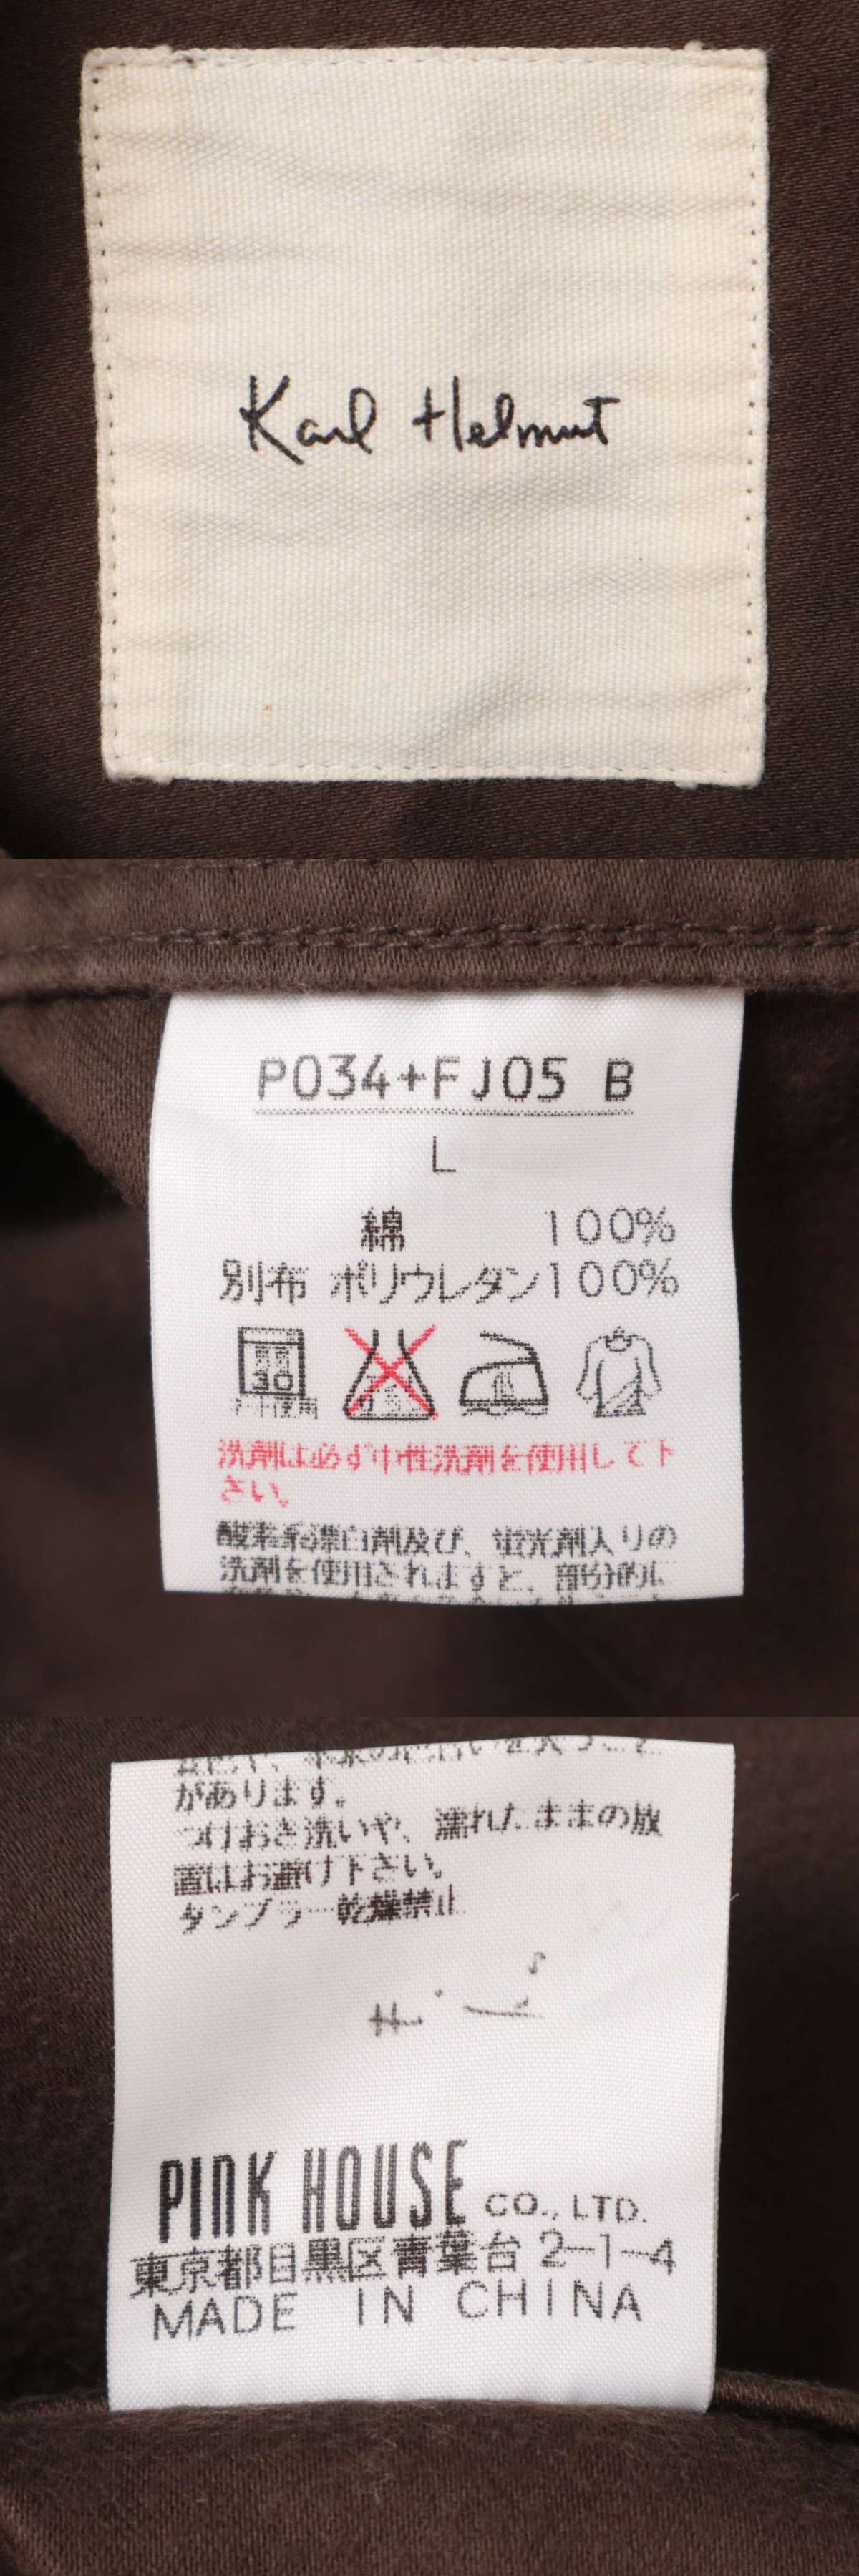 Karl Helmut
P034+FJ05 B
L
綿 100%
別布 ポリウレタン100%
30
洗剤は必ず中性洗剤を使用して下
さい。
酸素系漂白剤及び、蛍光剤入りの
洗剤を使用されますと、部分的に
があります。
つけおき洗いや、濡れたままの放
置はお避け下さい。
タンブラー乾燥禁止
PINK HOUSE CO., LTD.
東京都目黒区青葉台 2-1-4
MADE IN CHINA